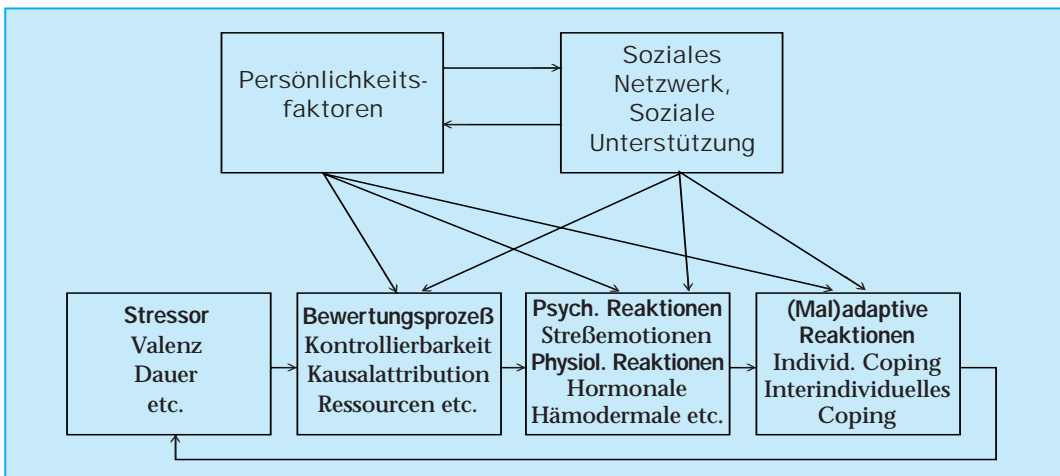 Persönlichkeits-
faktoren
Soziales
Netzwerk,
Soziale
Unterstützung
Stressor
Valenz
Dauer
etc.
Bewertungsprozeß
Kontrollierbarkeit
Kausalattribution
Ressourcen etc.
Psych. Reaktionen
Streßemotionen
Physiol. Reaktionen
Hormonale
Hämodermale etc.
(Mal)adaptive
Reaktionen
Individ. Coping
Interindividuelles
Coping